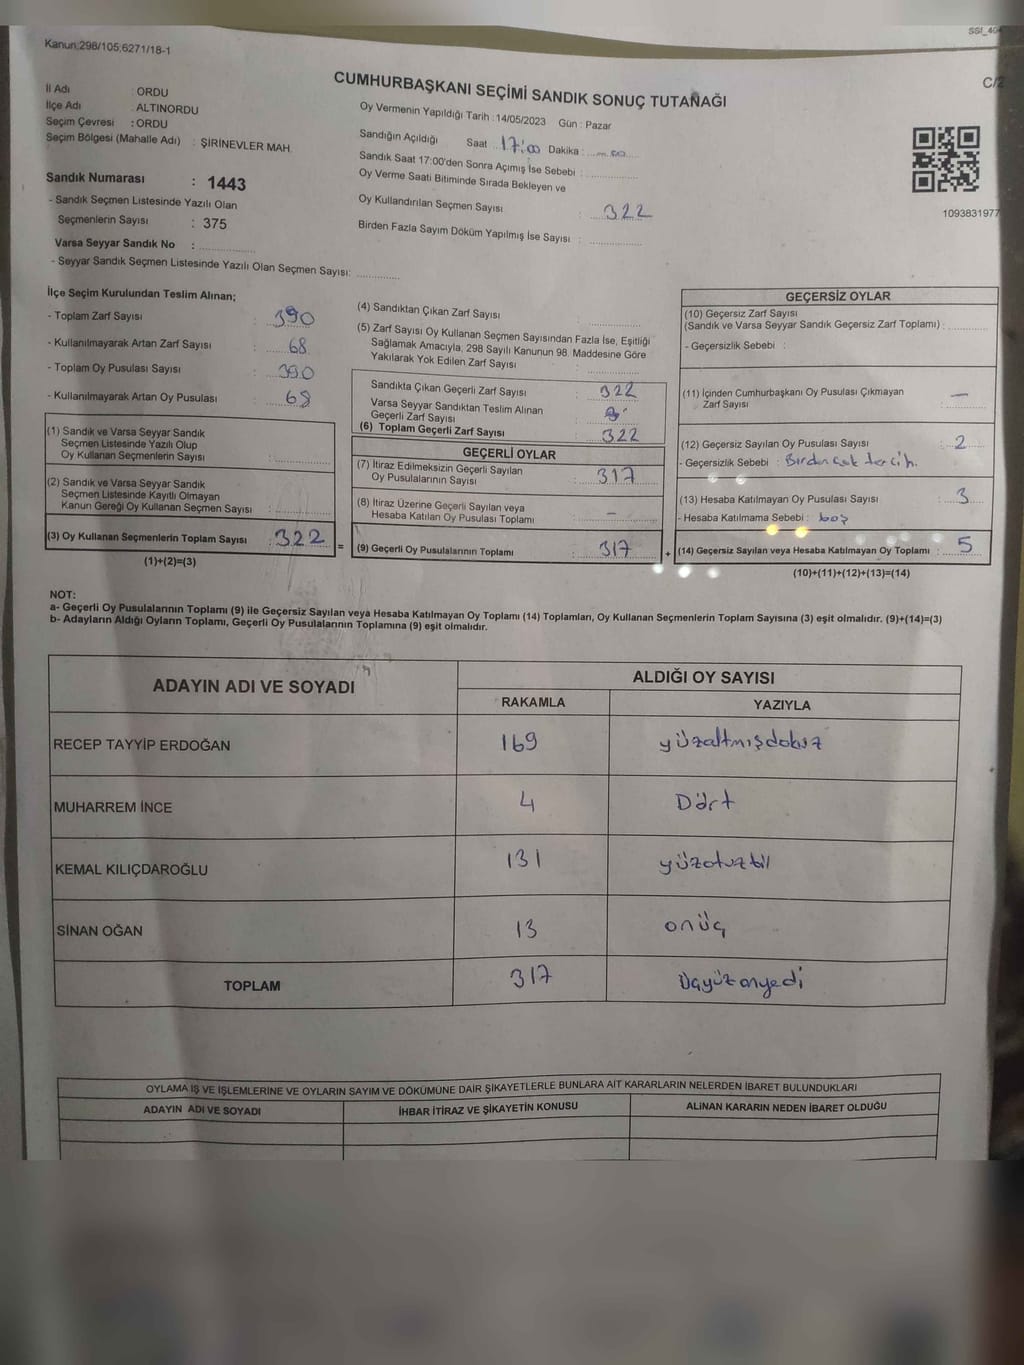 SSI_40
Kanun:298/105;6271/18-1
C/2
CUMHURBAŞKANI SEÇİMİ SANDIK SONUÇ TUTANAĞI
İl Adı : ORDU
İlçe Adı : ALTINORDU
Seçim Çevresi : ORDU
Seçim Bölgesi (Mahalle Adı) : ŞİRİNEVLER MAH.
Sandık Numarası : 1443
- Sandık Seçmen Listesinde Yazılı Olan
Seçmenlerin Sayısı : 375
Varsa Seyyar Sandık No :
- Seyyar Sandık Seçmen Listesinde Yazılı Olan Seçmen Sayısı:
Oy Vermenin Yapıldığı Tarih : 14/05/2023 Gün : Pazar
Sandığın Açıldığı Saat 17:00 Dakika : 00
Sandık Saat 17:00'den Sonra Açımış İse Sebebi :
Oy Verme Saati Bitiminde Sırada Bekleyen ve
Oy Kullandırılan Seçmen Sayısı : 322
Birden Fazla Sayım Döküm Yapılmış İse Sayısı :
1093831977
İlçe Seçim Kurulundan Teslim Alınan;
- Toplam Zarf Sayısı : 390
- Kullanılmayarak Artan Zarf Sayısı : 68
- Toplam Oy Pusulası Sayısı : 390
- Kullanılmayarak Artan Oy Pusulası : 68
(1) Sandık ve Varsa Seyyar Sandık
Seçmen Listesinde Yazılı Olup
Oy Kullanan Seçmenlerin Sayısı :
(2) Sandık ve Varsa Seyyar Sandık
Seçmen Listesinde Kayıtlı Olmayan
Kanun Gereği Oy Kullanan Seçmen Sayısı :
(3) Oy Kullanan Seçmenlerin Toplam Sayısı : 322
(1)+(2)=(3)
=
(4) Sandıktan Çıkan Zarf Sayısı :
(5) Zarf Sayısı Oy Kullanan Seçmen Sayısından Fazla İse, Eşitliği
Sağlamak Amacıyla, 298 Sayılı Kanunun 98. Maddesine Göre
Yakılarak Yok Edilen Zarf Sayısı :
Sandıkta Çıkan Geçerli Zarf Sayısı : 322
Varsa Seyyar Sandıktan Teslim Alınan
Geçerli Zarf Sayısı :
(6) Toplam Geçerli Zarf Sayısı : 322
GEÇERLİ OYLAR
(7) İtiraz Edilmeksizin Geçerli Sayılan
Oy Pusulalarının Sayısı : 317
(8) İtiraz Üzerine Geçerli Sayılan veya
Hesaba Katılan Oy Pusulası Toplamı : -
(9) Geçerli Oy Pusulalarının Toplamı : 317
+
GEÇERSİZ OYLAR
(10) Geçersiz Zarf Sayısı
(Sandık ve Varsa Seyyar Sandık Geçersiz Zarf Toplamı) :
- Geçersizlik Sebebi :
(11) İçinden Cumhurbaşkanı Oy Pusulası Çıkmayan
Zarf Sayısı : -
(12) Geçersiz Sayılan Oy Pusulası Sayısı : 2
- Geçersizlik Sebebi : Birden çok tercih.
(13) Hesaba Katılmayan Oy Pusulası Sayısı : 3
- Hesaba Katılmama Sebebi : boş
(14) Geçersiz Sayılan veya Hesaba Katılmayan Oy Toplamı : 5
(10)+(11)+(12)+(13)=(14)
NOT:
a- Geçerli Oy Pusulalarının Toplamı (9) ile Geçersiz Sayılan veya Hesaba Katılmayan Oy Toplamı (14) Toplamları, Oy Kullanan Seçmenlerin Toplam Sayısına (3) eşit olmalıdır. (9)+(14)=(3)
b- Adayların Aldığı Oyların Toplamı, Geçerli Oy Pusulalarının Toplamına (9) eşit olmalıdır.
ADAYIN ADI VE SOYADI ALDIĞI OY SAYISI
RAKAMLA YAZIYLA
RECEP TAYYİP ERDOĞAN 169 yüzaltmışdokuz
MUHARREM İNCE 4 Dört
KEMAL KILIÇDAROĞLU 131 yüzotuzbil
SİNAN OĞAN 13 onüç
TOPLAM 317 Üçyüzonyedi
OYLAMA İŞ VE İŞLEMLERİNE VE OYLARIN SAYIM VE DÖKÜMÜNE DAİR ŞİKAYETLERLE BUNLARA AİT KARARLARIN NELERDEN İBARET BULUNDUKLARI
ADAYIN ADI VE SOYADI İHBAR İTİRAZ VE ŞİKAYETİN KONUSU ALINAN KARARIN NEDEN İBARET OLDUĞU